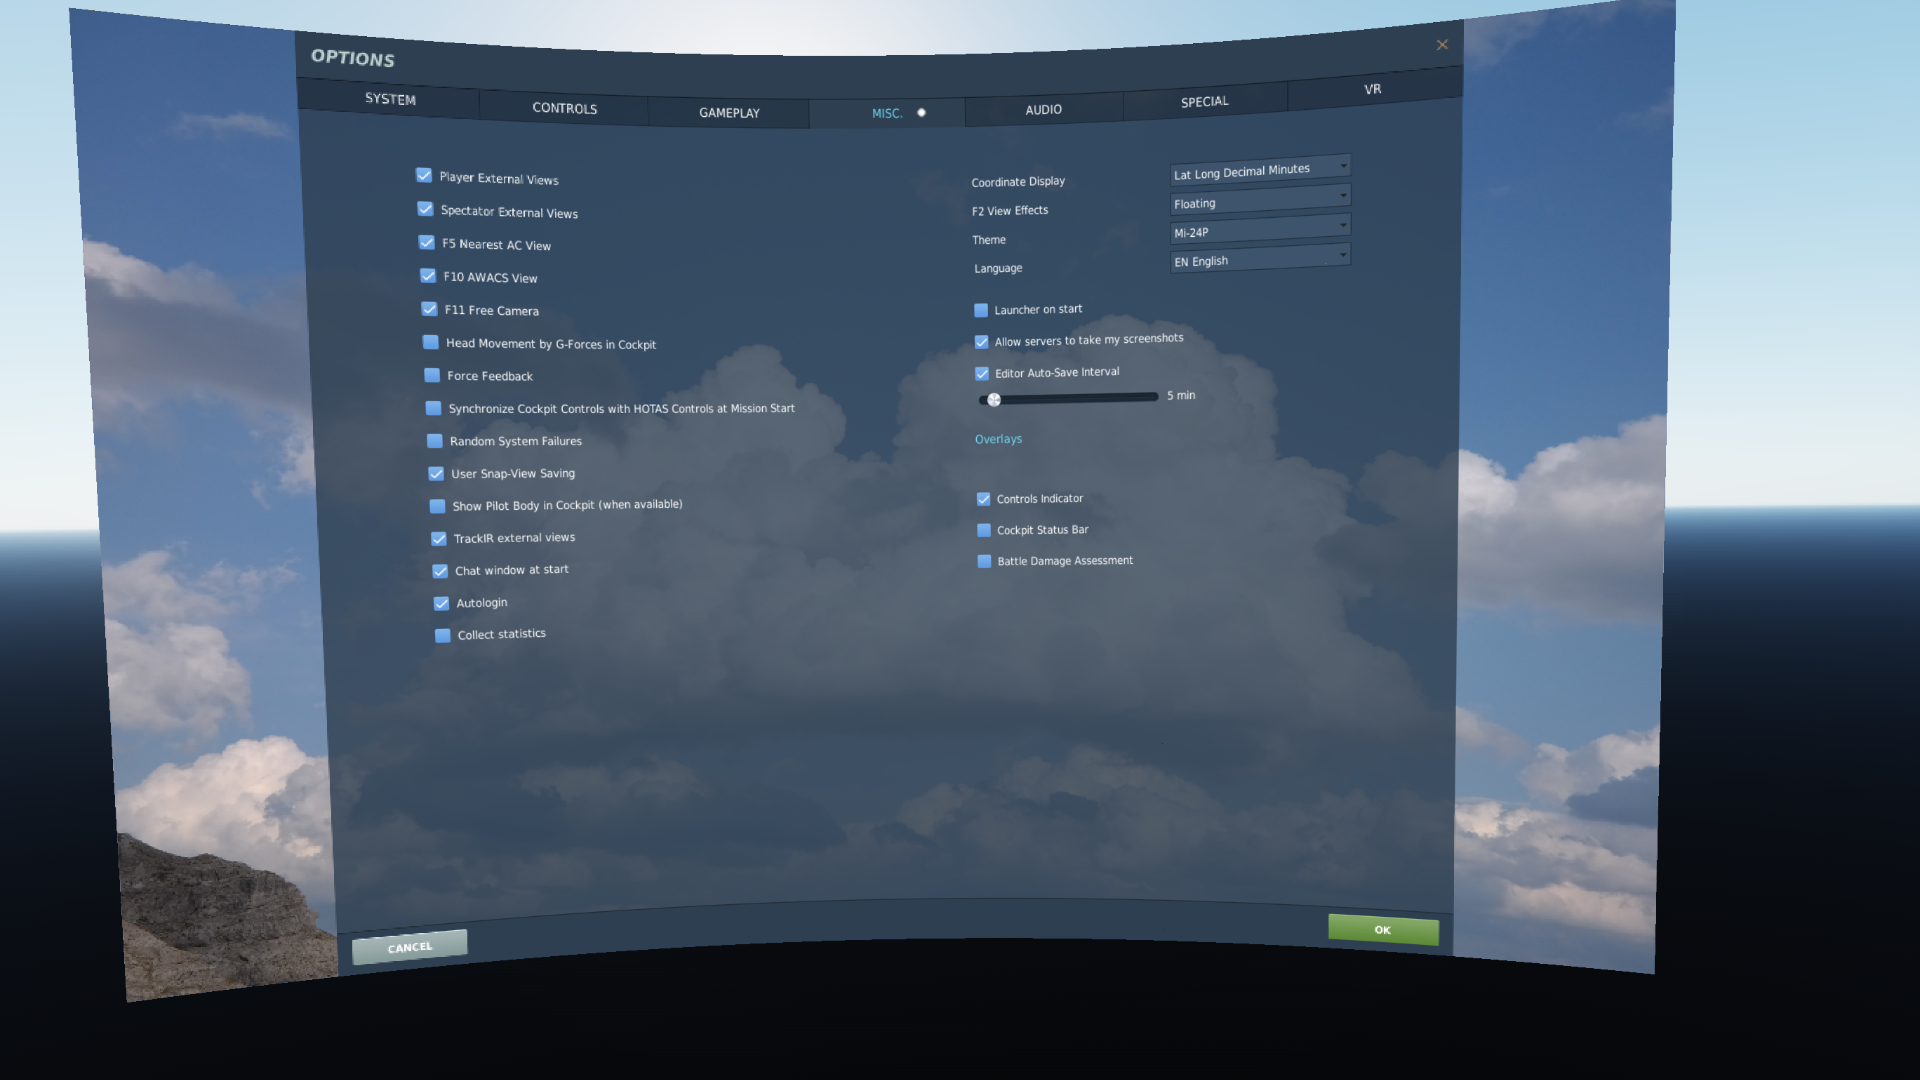 OPTIONS
SYSTEM
CONTROLS
GAMEPLAY
MISC.
AUDIO
SPECIAL
VR
Player External Views
Spectator External Views
F5 Nearest AC View
F10 AWACS View
F11 Free Camera
Head Movement by G-Forces in Cockpit
Force Feedback
Synchronize Cockpit Controls with HOTAS Controls at Mission Start
Random System Failures
User Snap-View Saving
Show Pilot Body in Cockpit (when available)
TrackIR external views
Chat window at start
Autologin
Collect statistics
Coordinate Display
Lat Long Decimal Minutes
F2 View Effects
Floating
Theme
Mi-24P
Language
EN English
Launcher on start
Allow servers to take my screenshots
Editor Auto-Save Interval
5 min
Overlays
Controls Indicator
Cockpit Status Bar
Battle Damage Assessment
CANCEL
OK